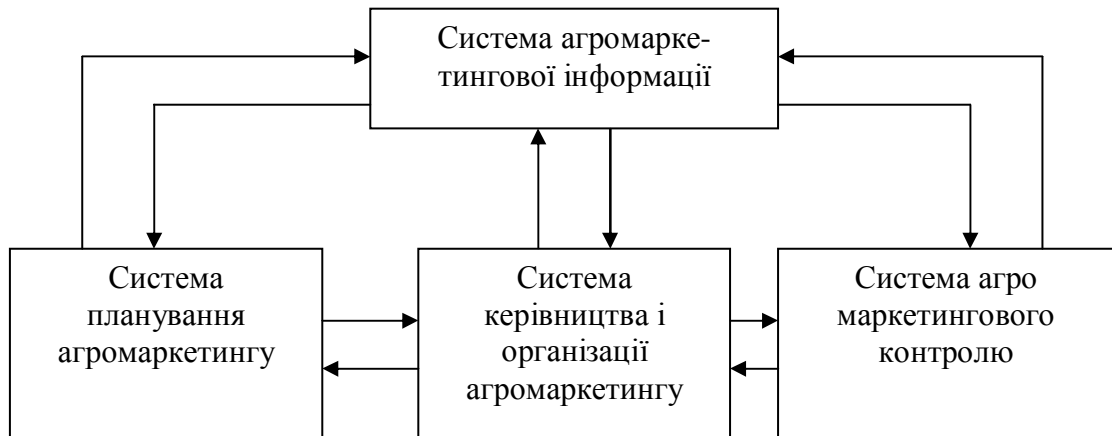 Система агромарке-
тингової інформації
Система
планування
агромаркетингу
Система
керівництва і
організації
агромаркетингу
Система агро
маркетингового
контролю